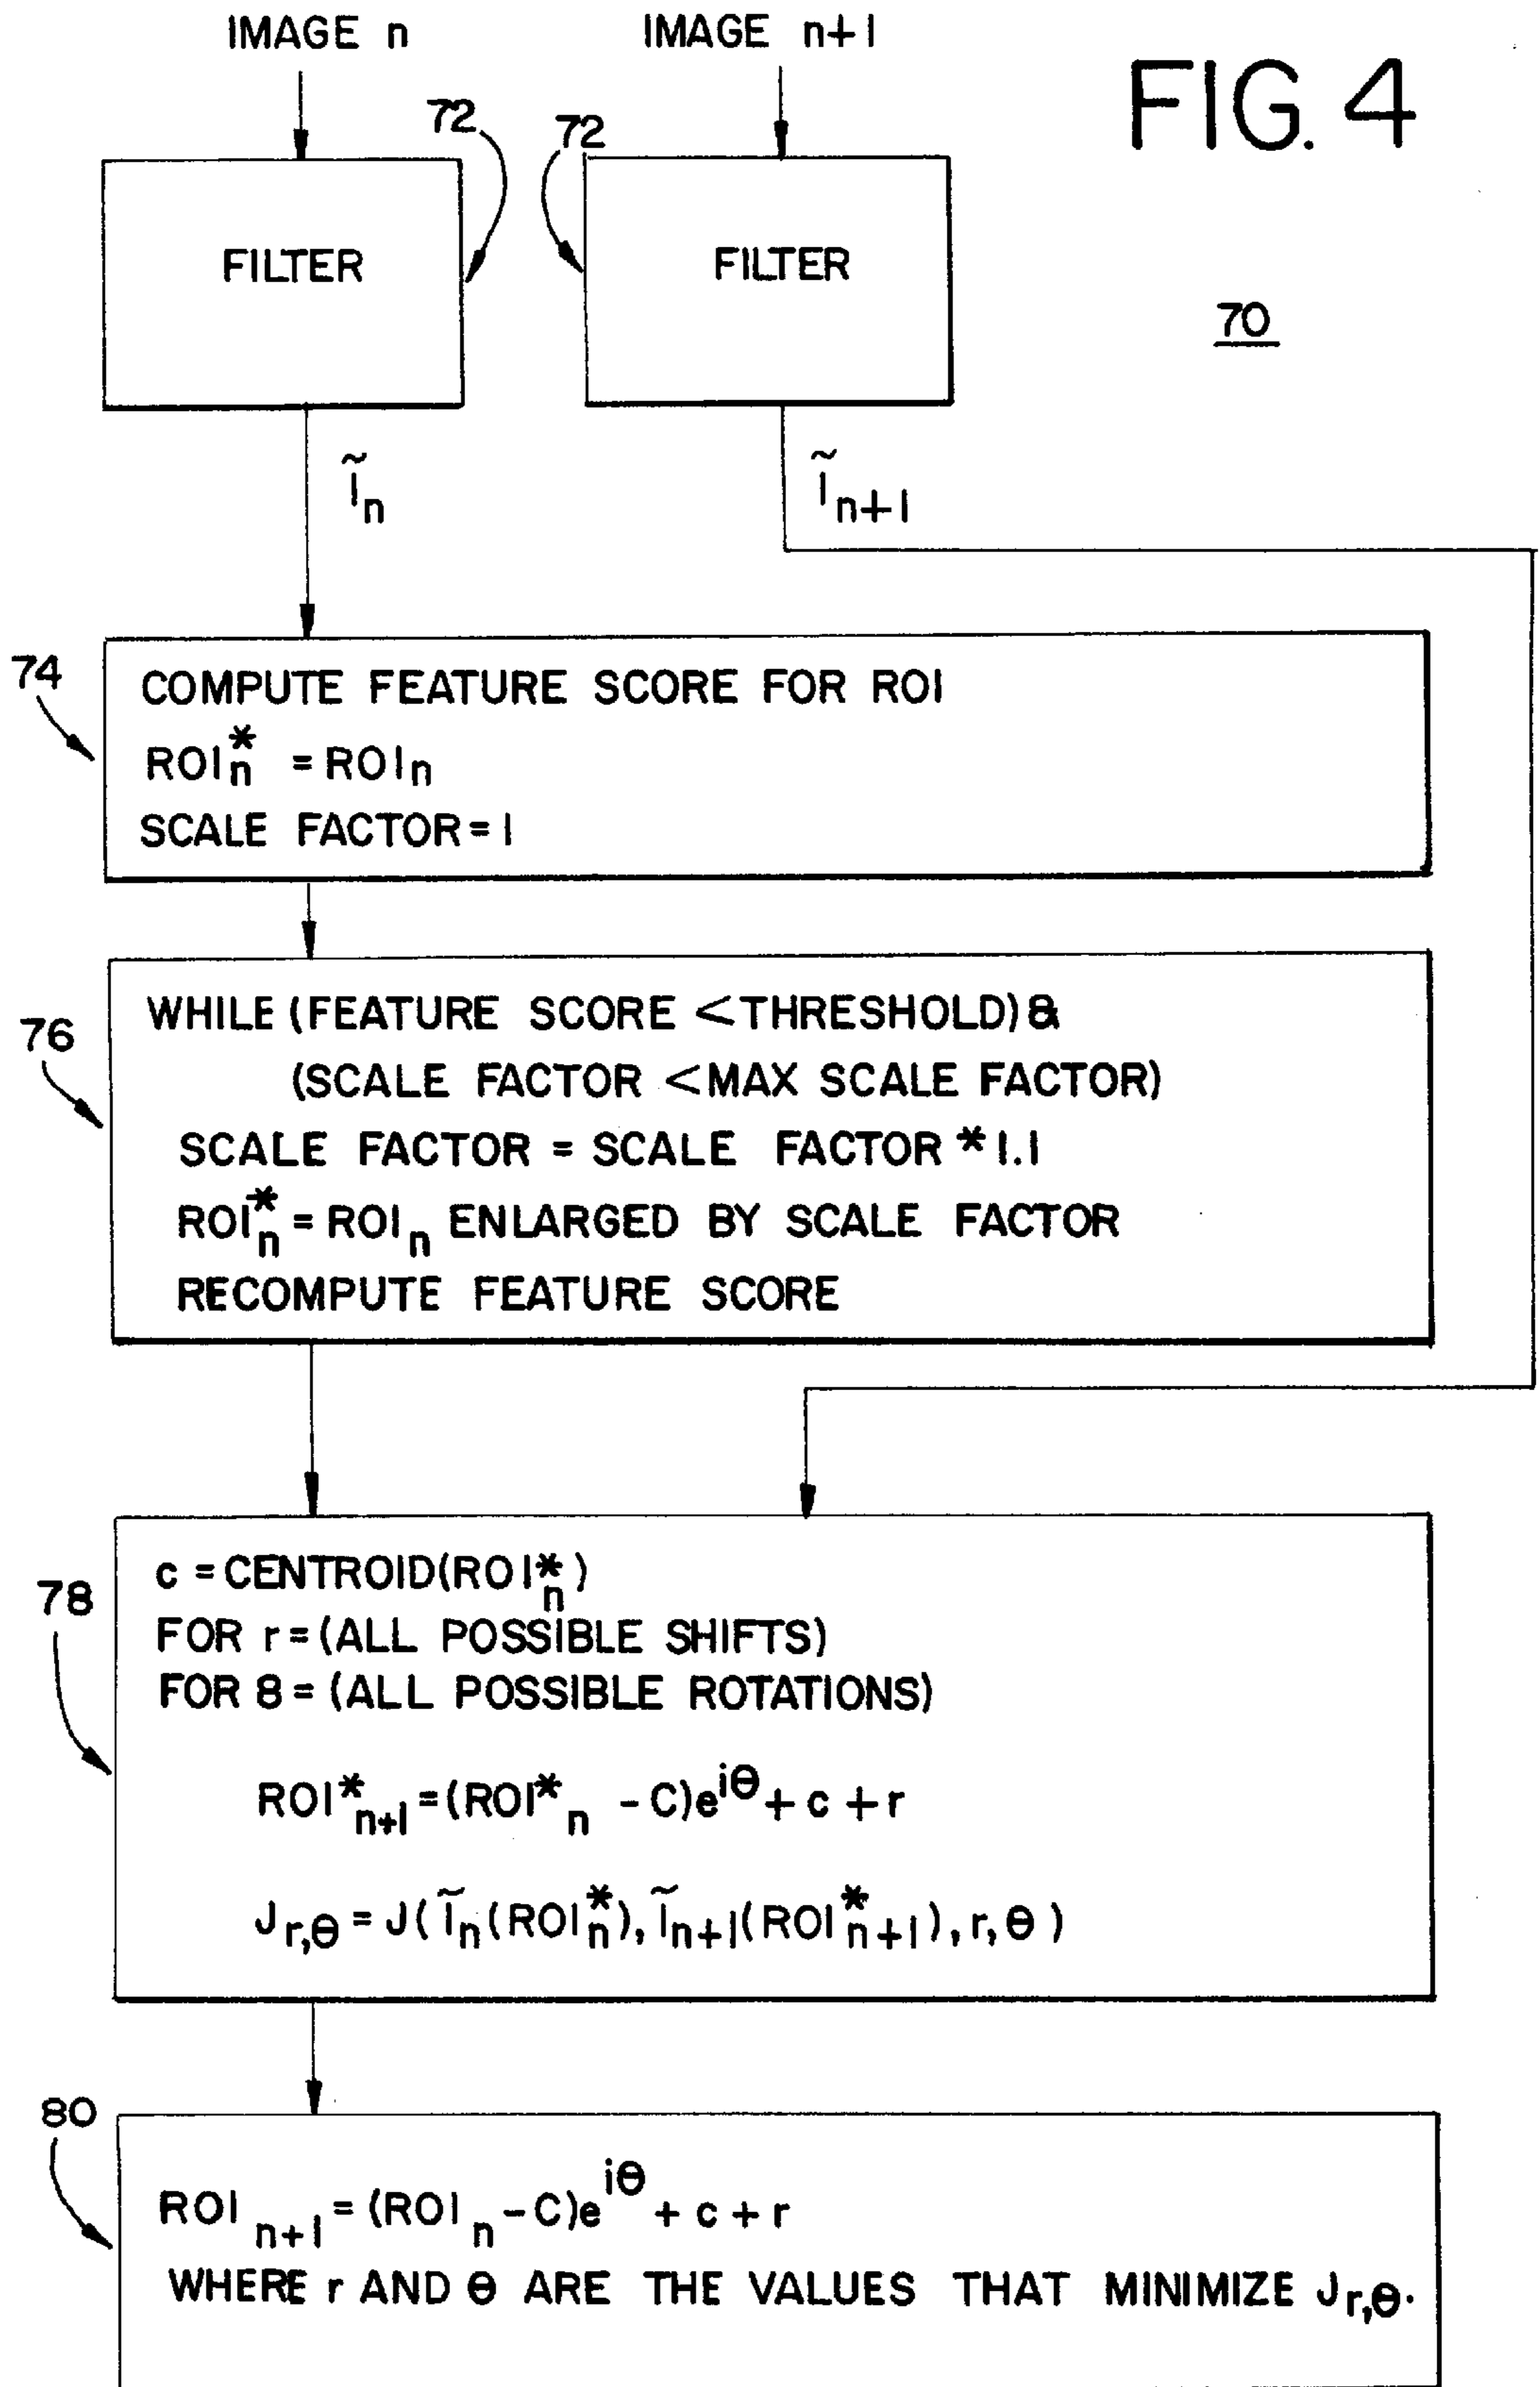 IMAGE n
IMAGE n+1
FIG. 4
72
72
FILTER
FILTER
70
Ĩn
Ĩn+1
74
COMPUTE FEATURE SCORE FOR ROI
ROI*n = ROIn
SCALE FACTOR = 1
76
WHILE (FEATURE SCORE < THRESHOLD) &
(SCALE FACTOR < MAX SCALE FACTOR)
SCALE FACTOR = SCALE FACTOR * 1.1
ROI*n = ROIn ENLARGED BY SCALE FACTOR
RECOMPUTE FEATURE SCORE
78
c = CENTROID(ROI*n)
FOR r = (ALL POSSIBLE SHIFTS)
FOR 8 = (ALL POSSIBLE ROTATIONS)
ROI*n+1 = (ROI*n - C)e^iθ + c + r
Jr,θ = J(Ĩn(ROI*n), Ĩn+1(ROI*n+1), r, θ)
80
ROIn+1 = (ROIn - C)e^iθ + c + r
WHERE r AND θ ARE THE VALUES THAT MINIMIZE Jr,θ.